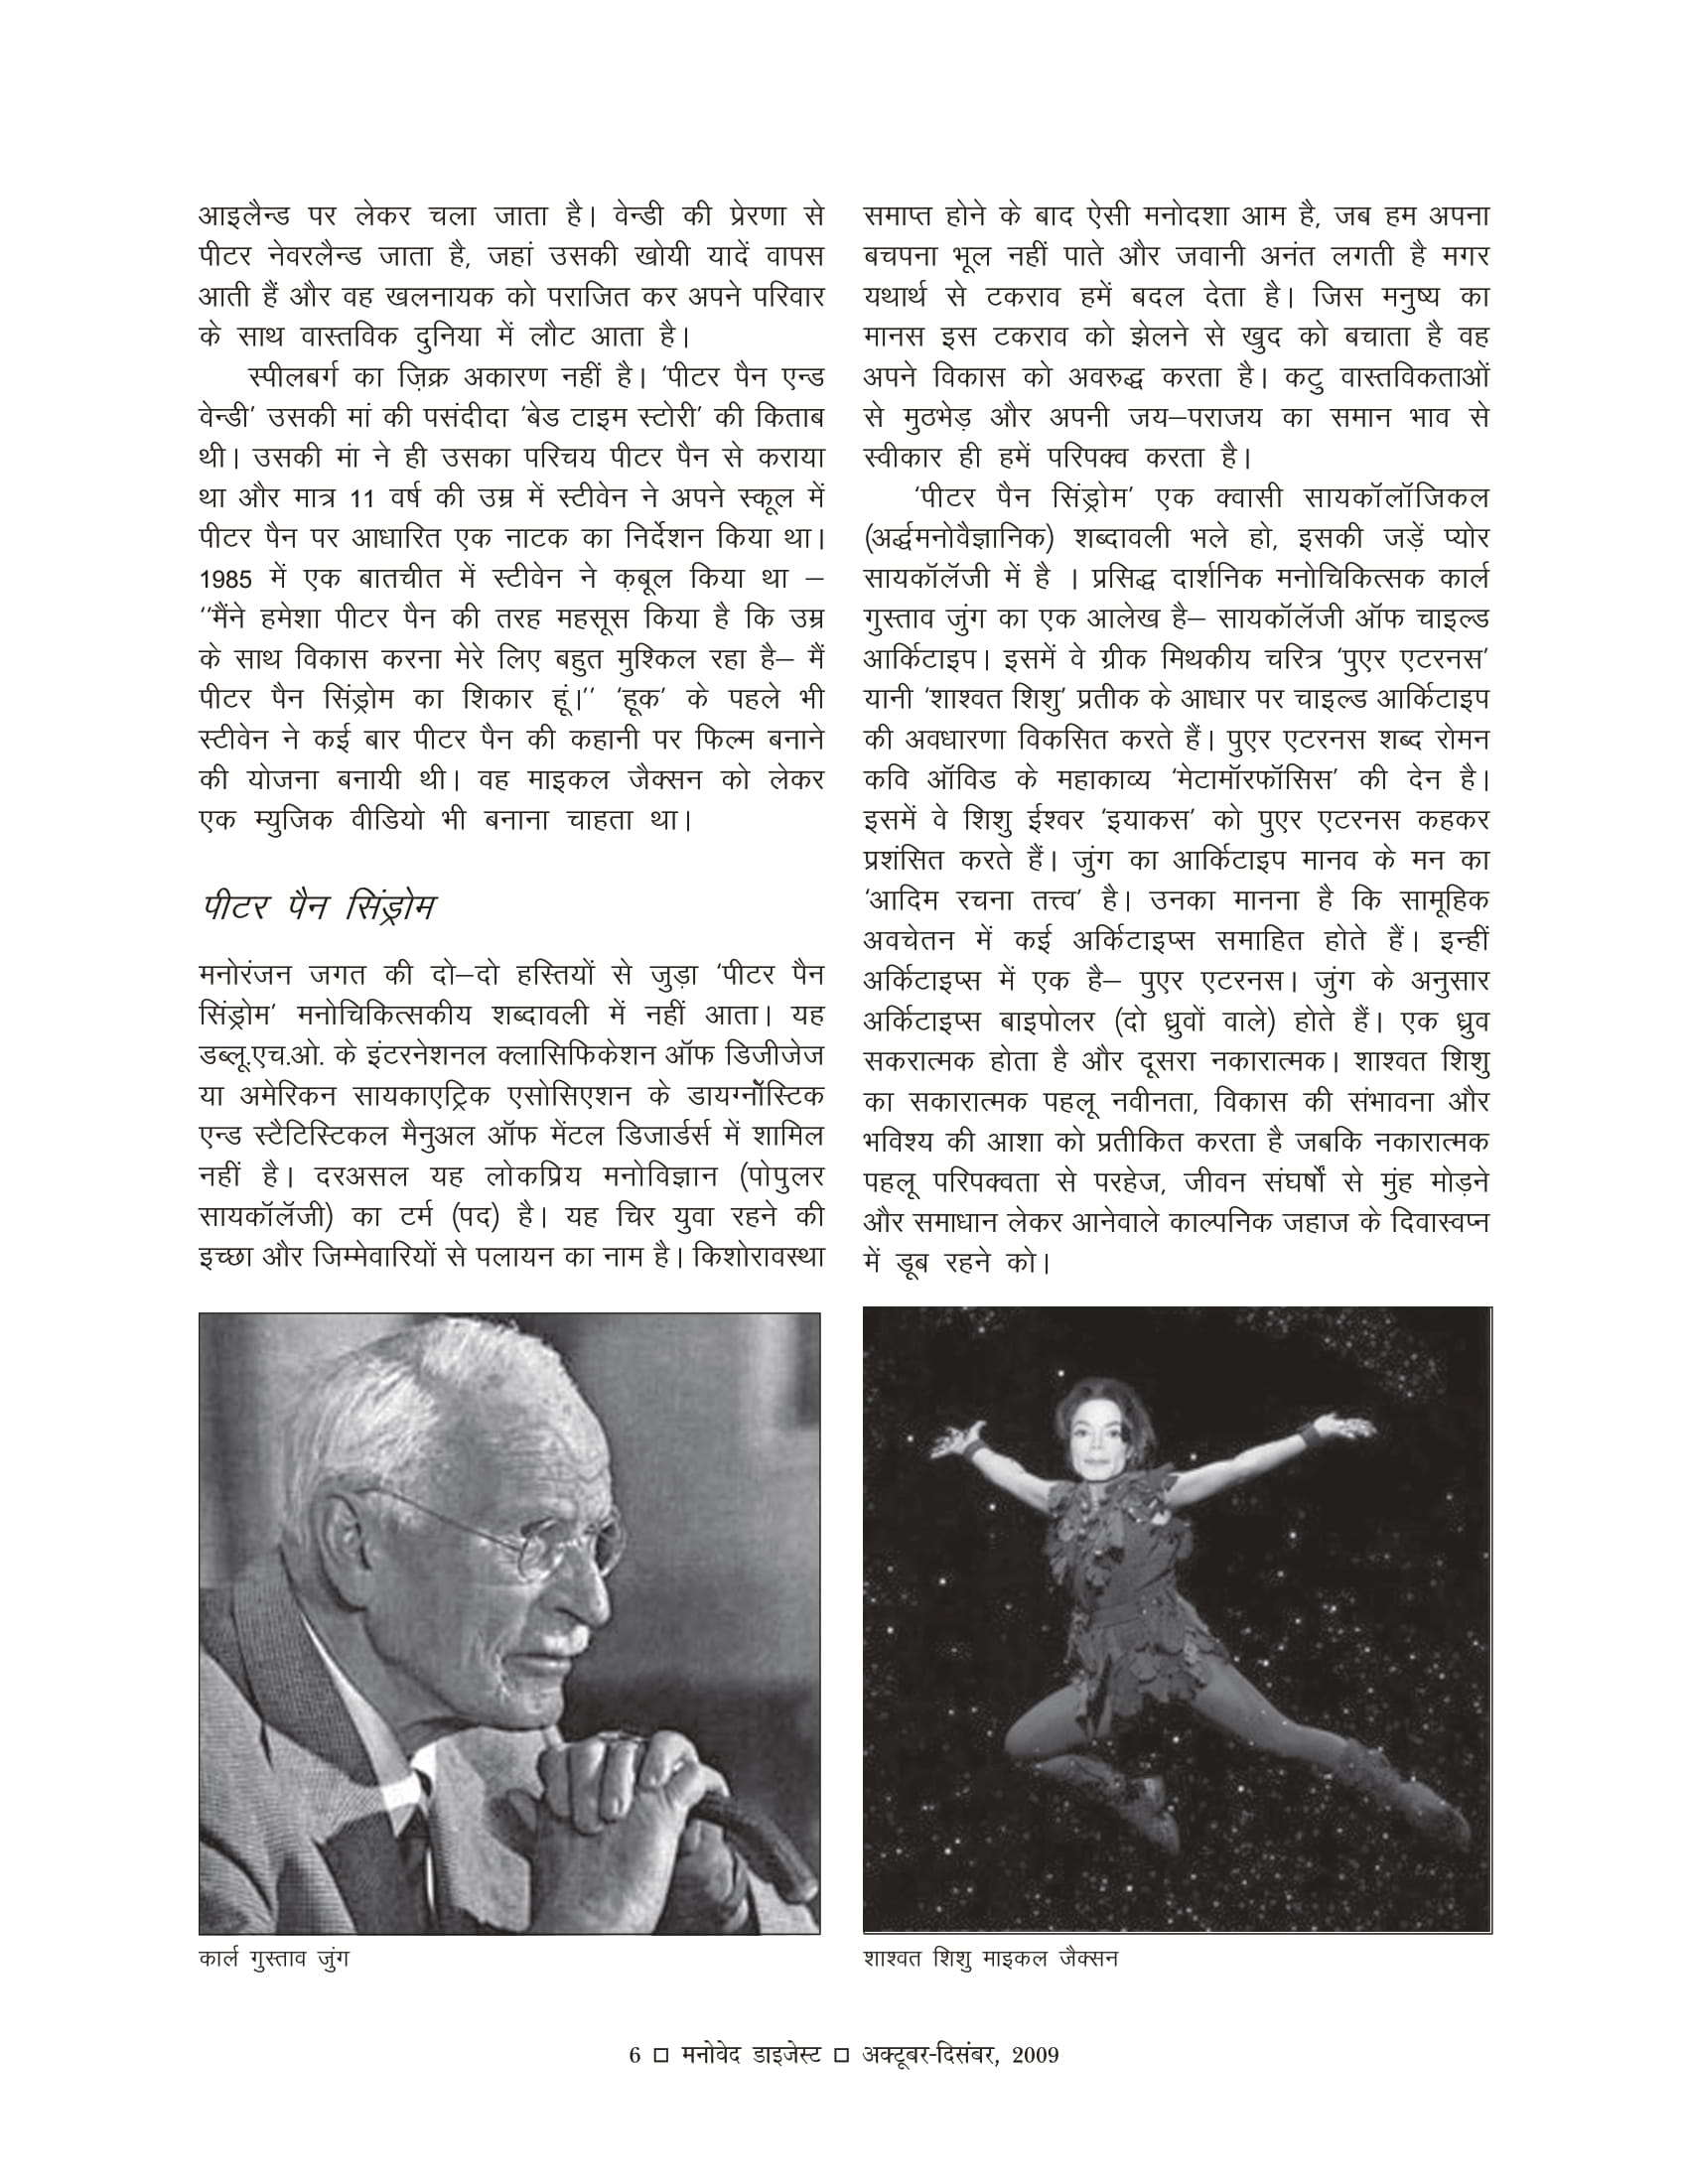 आइलैन्ड पर लेकर चला जाता है। वेन्डी की प्रेरणा से
पीटर नेवरलैन्ड जाता है, जहां उसकी खोयी यादें वापस
आती हैं और वह खलनायक को पराजित कर अपने परिवार
के साथ वास्तविक दुनिया में लौट आता है।
स्पीलबर्ग का ज़िक्र अकारण नहीं है। 'पीटर पैन एन्ड
वेन्डी' उसकी मां की पसंदीदा 'बेड टाइम स्टोरी' की किताब
थी। उसकी मां ने ही उसका परिचय पीटर पैन से कराया
था और मात्र 11 वर्ष की उम्र में स्टीवेन ने अपने स्कूल में
पीटर पैन पर आधारित एक नाटक का निर्देशन किया था।
1985 में एक बातचीत में स्टीवेन ने क़बूल किया था –
''मैंने हमेशा पीटर पैन की तरह महसूस किया है कि उम्र
के साथ विकास करना मेरे लिए बहुत मुश्किल रहा है– मैं
पीटर पैन सिंड्रोम का शिकार हूं।'' 'हूक' के पहले भी
स्टीवेन ने कई बार पीटर पैन की कहानी पर फिल्म बनाने
की योजना बनायी थी। वह माइकल जैक्सन को लेकर
एक म्युजिक वीडियो भी बनाना चाहता था।
पीटर पैन सिंड्रोम
मनोरंजन जगत की दो–दो हस्तियों से जुड़ा 'पीटर पैन
सिंड्रोम' मनोचिकित्सकीय शब्दावली में नहीं आता। यह
डब्लू.एच.ओ. के इंटरनेशनल क्लासिफिकेशन ऑफ डिजीजेज
या अमेरिकन सायकाएट्रिक एसोसिएशन के डायग्नॉस्टिक
एन्ड स्टैटिस्टिकल मैनुअल ऑफ मेंटल डिजार्डर्स में शामिल
नहीं है। दरअसल यह लोकप्रिय मनोविज्ञान (पोपुलर
सायकॉलॅजी) का टर्म (पद) है। यह चिर युवा रहने की
इच्छा और जिम्मेवारियों से पलायन का नाम है। किशोरावस्था
समाप्त होने के बाद ऐसी मनोदशा आम है, जब हम अपना
बचपना भूल नहीं पाते और जवानी अनंत लगती है मगर
यथार्थ से टकराव हमें बदल देता है। जिस मनुष्य का
मानस इस टकराव को झेलने से खुद को बचाता है वह
अपने विकास को अवरुद्ध करता है। कटु वास्तविकताओं
से मुठभेड़ और अपनी जय–पराजय का समान भाव से
स्वीकार ही हमें परिपक्व करता है।
'पीटर पैन सिंड्रोम' एक क्वासी सायकॉलॉजिकल
(अर्द्धमनोवैज्ञानिक) शब्दावली भले हो, इसकी जड़ें प्योर
सायकॉलॅजी में है । प्रसिद्ध दार्शनिक मनोचिकित्सक कार्ल
गुस्ताव जुंग का एक आलेख है– सायकॉलॅजी ऑफ चाइल्ड
आर्किटाइप। इसमें वे ग्रीक मिथकीय चरित्र 'पुएर एटरनस'
यानी 'शाश्वत शिशु' प्रतीक के आधार पर चाइल्ड आर्किटाइप
की अवधारणा विकसित करते हैं। पुएर एटरनस शब्द रोमन
कवि ऑविड के महाकाव्य 'मेटामॉरफॉसिस' की देन है।
इसमें वे शिशु ईश्वर 'इयाकस' को पुएर एटरनस कहकर
प्रशंसित करते हैं। जुंग का आर्किटाइप मानव के मन का
'आदिम रचना तत्त्व' है। उनका मानना है कि सामूहिक
अवचेतन में कई अर्किटाइप्स समाहित होते हैं। इन्हीं
अर्किटाइप्स में एक है– पुएर एटरनस। जुंग के अनुसार
अर्किटाइप्स बाइपोलर (दो ध्रुवों वाले) होते हैं। एक ध्रुव
सकरात्मक होता है और दूसरा नकारात्मक। शाश्वत शिशु
का सकारात्मक पहलू नवीनता, विकास की संभावना और
भविश्य की आशा को प्रतीकित करता है जबकि नकारात्मक
पहलू परिपक्वता से परहेज, जीवन संघर्षों से मुंह मोड़ने
और समाधान लेकर आनेवाले काल्पनिक जहाज के दिवास्वप्न
में डूब रहने को।
कार्ल गुस्ताव जुंग
शाश्वत शिशु माइकल जैक्सन
6 □ मनोवेद डाइजेस्ट □ अक्टूबर-दिसंबर, 2009